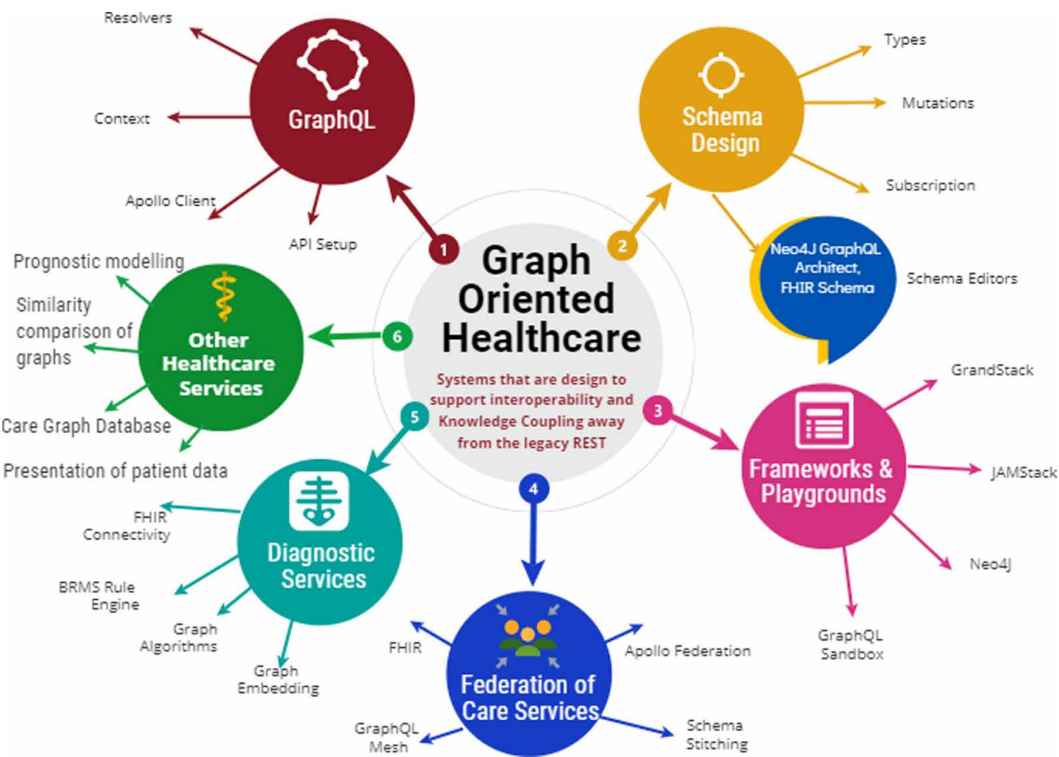 Graph
Oriented
Healthcare
Systems that are design to
support interoperability and
Knowledge Coupling away
from the legacy REST
1
GraphQL
Resolvers
Context
Apollo Client
API Setup
2
Schema
Design
Types
Mutations
Subscription
Neo4J GraphQL
Architect,
FHIR Schema
Schema Editors
3
Frameworks &
Playgrounds
GrandStack
JAMStack
Neo4J
GraphQL
Sandbox
4
Federation of
Care Services
FHIR
Apollo Federation
GraphQL
Mesh
Schema
Stitching
5
Diagnostic
Services
FHIR
Connectivity
BRMS Rule
Engine
Graph
Algorithms
Graph
Embedding
6
Other
Healthcare
Services
Prognostic modelling
Similarity
comparison of
graphs
Care Graph Database
Presentation of patient data